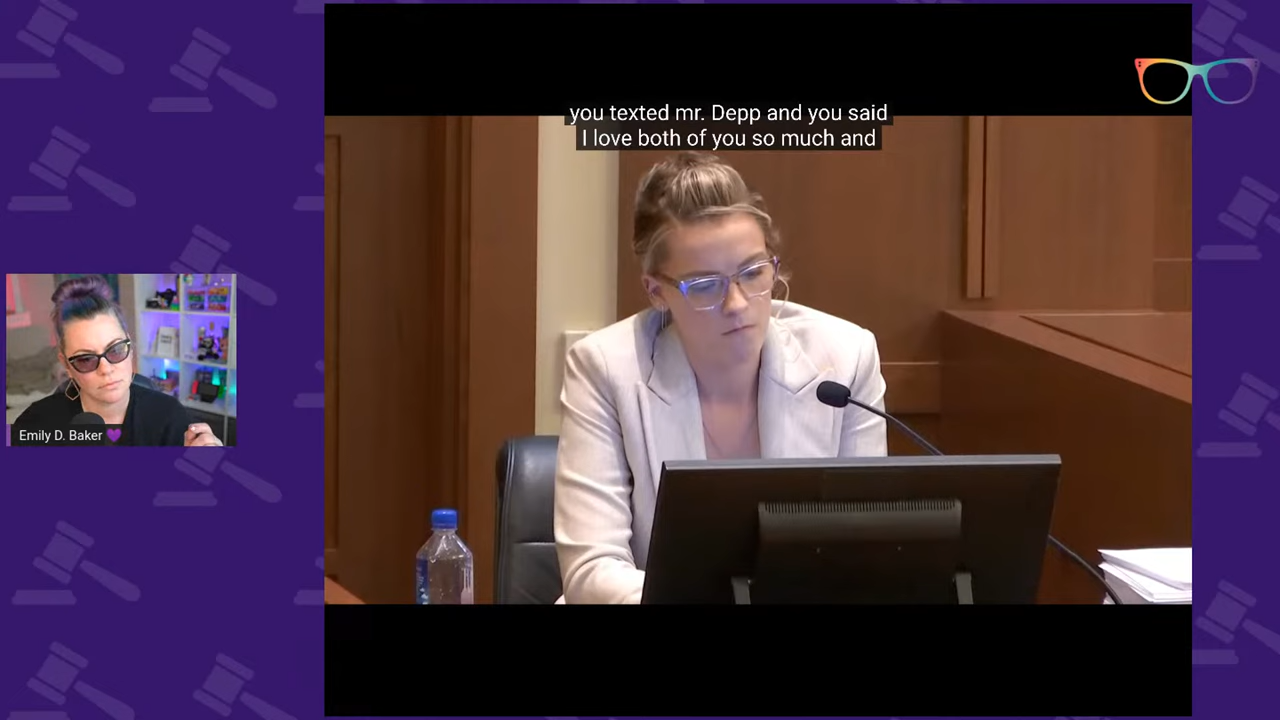 you texted mr. Depp and you said
I love both of you so much and
Emily D. Baker 💜